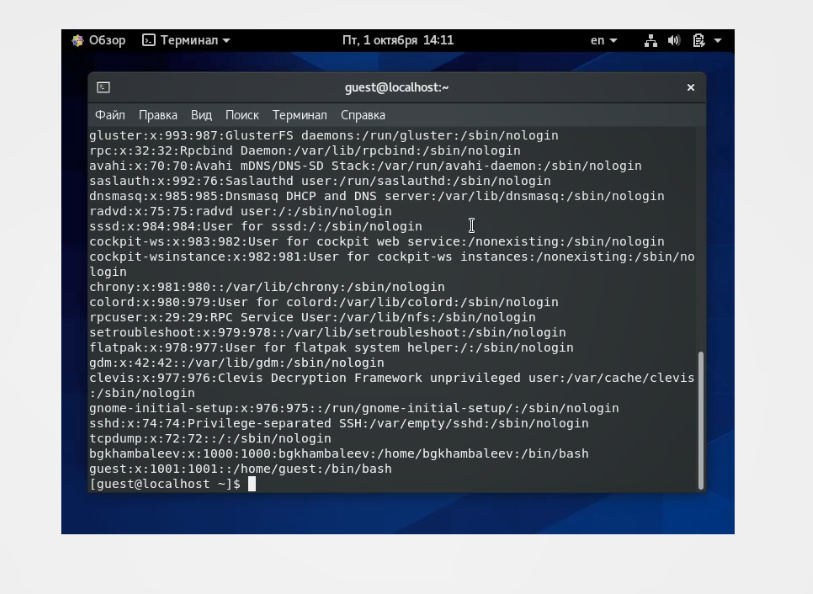 Обзор Терминал Пт, 1 октября 14:11 en
guest@localhost:~
Файл Правка Вид Поиск Терминал Справка
gluster:x:993:987:GlusterFS daemons:/run/gluster:/sbin/nologin
rpc:x:32:32:Rpcbind Daemon:/var/lib/rpcbind:/sbin/nologin
avahi:x:70:70:Avahi mDNS/DNS-SD Stack:/var/run/avahi-daemon:/sbin/nologin
saslauth:x:992:76:Saslauthd user:/run/saslauthd:/sbin/nologin
dnsmasq:x:985:985:Dnsmasq DHCP and DNS server:/var/lib/dnsmasq:/sbin/nologin
radvd:x:75:75:radvd user:/:/sbin/nologin
sssd:x:984:984:User for sssd:/:/sbin/nologin
cockpit-ws:x:983:982:User for cockpit web service:/nonexisting:/sbin/nologin
cockpit-wsinstance:x:982:981:User for cockpit-ws instances:/nonexisting:/sbin/no
login
chrony:x:981:980::/var/lib/chrony:/sbin/nologin
colord:x:980:979:User for colord:/var/lib/colord:/sbin/nologin
rpcuser:x:29:29:RPC Service User:/var/lib/nfs:/sbin/nologin
setroubleshoot:x:979:978::/var/lib/setroubleshoot:/sbin/nologin
flatpak:x:978:977:User for flatpak system helper:/:/sbin/nologin
gdm:x:42:42::/var/lib/gdm:/sbin/nologin
clevis:x:977:976:Clevis Decryption Framework unprivileged user:/var/cache/clevis
:/sbin/nologin
gnome-initial-setup:x:976:975::/run/gnome-initial-setup/:/sbin/nologin
sshd:x:74:74:Privilege-separated SSH:/var/empty/sshd:/sbin/nologin
tcpdump:x:72:72::/:/sbin/nologin
bgkhambaleev:x:1000:1000:bgkhambaleev:/home/bgkhambaleev:/bin/bash
guest:x:1001:1001::/home/guest:/bin/bash
[guest@localhost ~]$